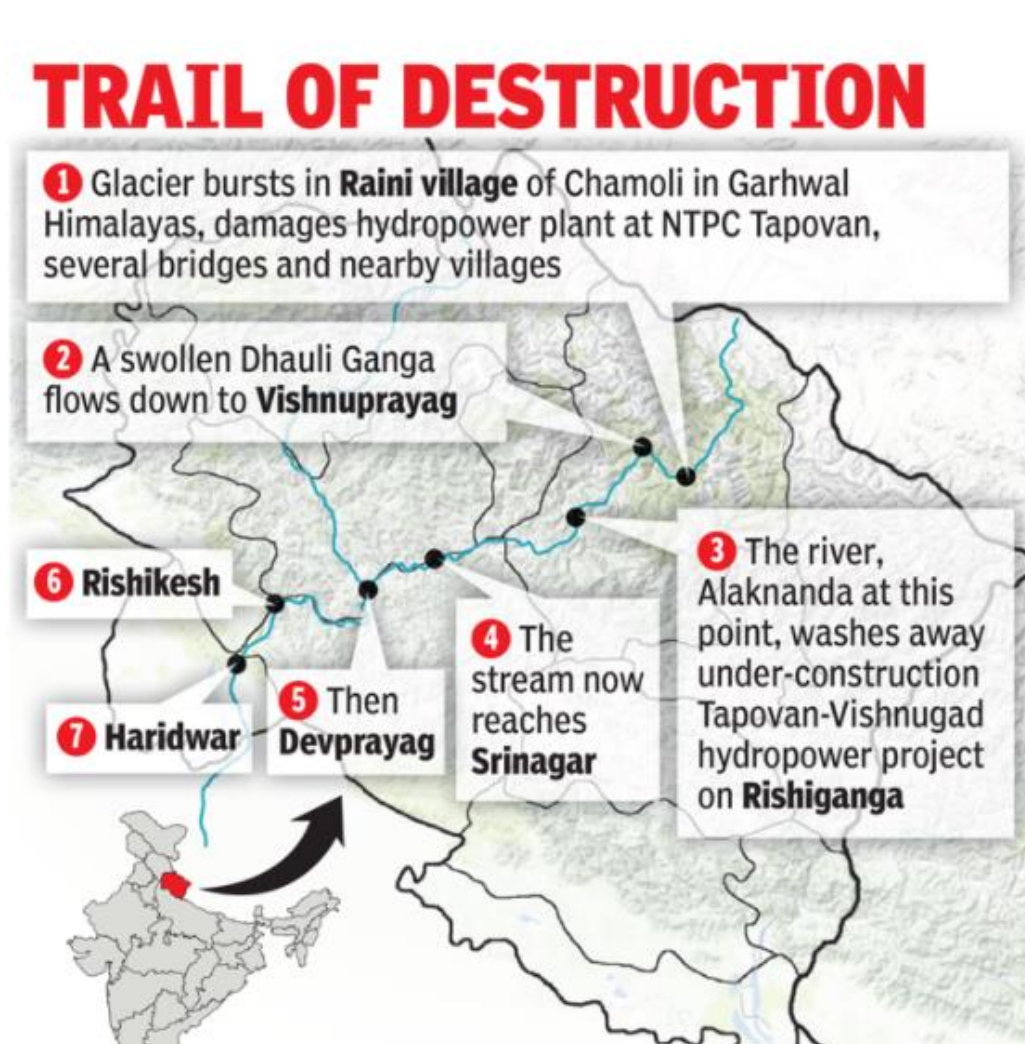 TRAIL OF DESTRUCTION
1 Glacier bursts in Raini village of Chamoli in Garhwal
Himalayas, damages hydropower plant at NTPC Tapovan,
several bridges and nearby villages
2 A swollen Dhauli Ganga
flows down to Vishnuprayag
3 The river,
Alaknanda at this
point, washes away
under-construction
Tapovan-Vishnugad
hydropower project
on Rishiganga
4 The
stream now
reaches
Srinagar
5 Then
Devprayag
6 Rishikesh
7 Haridwar